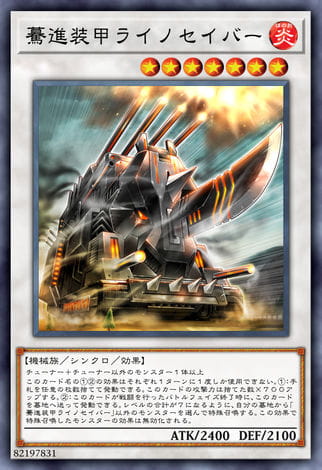 驀進装甲ライノセイバー
ほのお
炎
【機械族／シンクロ／効果】
チューナー＋チューナー以外のモンスター１体以上
このカード名の①②の効果はそれぞれ１ターンに１度しか使用できない。①：手
札を任意の枚数捨てて発動できる。このカードの攻撃力は捨てた数×７００アッ
プする。②：このカードが戦闘を行ったバトルフェイズ終了時に、このカード
を墓地へ送って発動できる。レベルの合計が７になるように、自分の墓地から「
驀進装甲ライノセイバー」以外のモンスターを選んで特殊召喚する。この効果で
特殊召喚したモンスターの効果は無効化される。
ATK/2400 DEF/2100
82197831